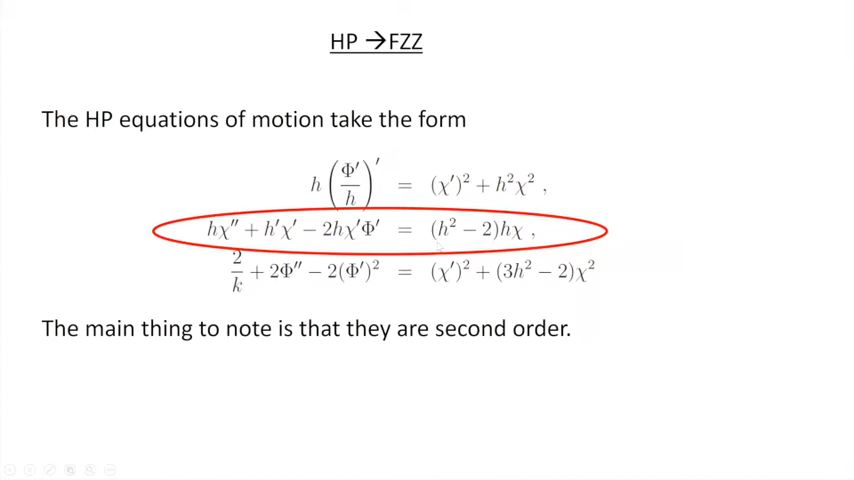 HP →FZZ
The HP equations of motion take the form
h(Φ′/h)′ = (χ′)² + h²χ² ,
hχ″ + h′χ′ − 2hχ′Φ′ = (h² − 2)hχ ,
2/k + 2Φ″ − 2(Φ′)² = (χ′)² + (3h² − 2)χ²
The main thing to note is that they are second order.